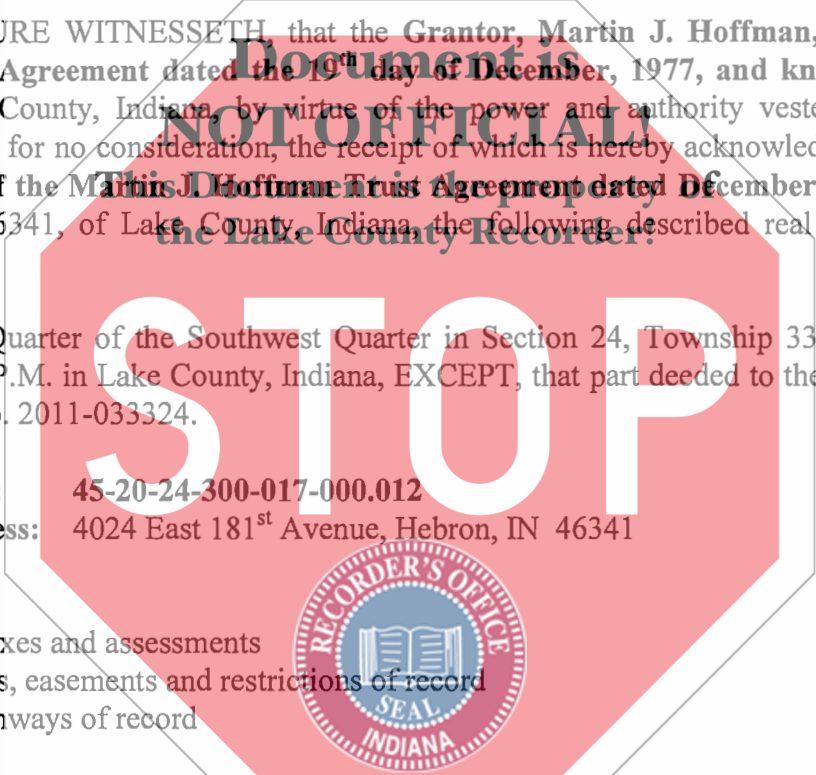 URE WITNESSETH, that the Grantor, Martin J. Hoffman,
Agreement dated the 19th day of December, 1977, and kn
County, Indiana, by virtue of the power and authority veste
for no consideration, the receipt of which is hereby acknowled
f the Martin J. Hoffman Trust Agreement dated December
6341, of Lake County, Indiana, the following described real
Document is
NOT OFFICIAL!
This Document is the property of
the Lake County Recorder!
Quarter of the Southwest Quarter in Section 24, Township 33
P.M. in Lake County, Indiana, EXCEPT, that part deeded to the
. 2011-033324.
STOP
45-20-24-300-017-000.012
ess: 4024 East 181st Avenue, Hebron, IN 46341
RECORDER'S OFFICE
SEAL
INDIANA
xes and assessments
s, easements and restrictions of record
ways of record